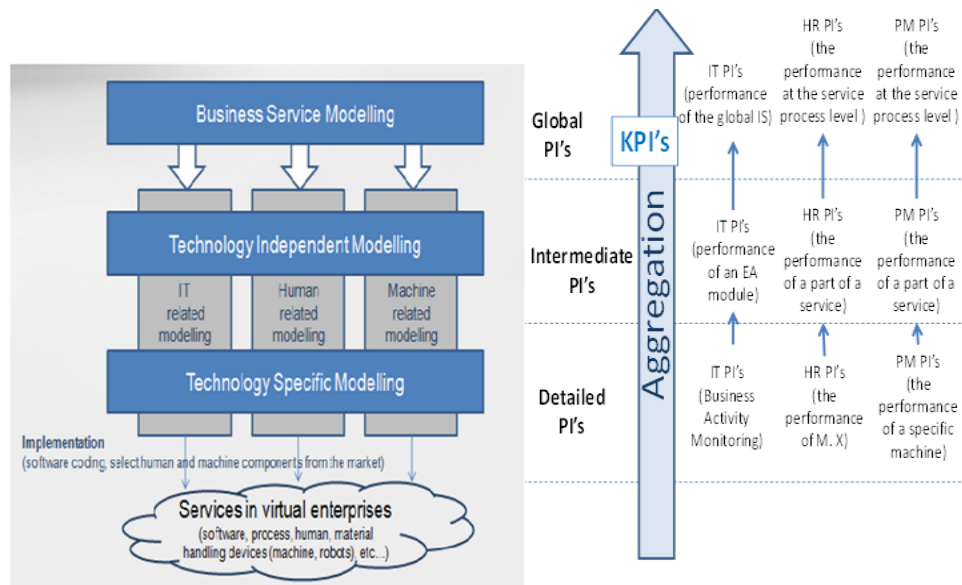 Business Service Modelling
Technology Independent Modelling
IT
related
modelling
Human
related
modelling
Machine
related
modelling
Technology Specific Modelling
Implementation
(software coding, select human and machine components from the market)
Services in virtual enterprises
(software, process, human, material
handling devices (machine, robots), etc...)
Global
PI's
Intermediate
PI's
Detailed
PI's
KPI's
Aggregation
IT PI's
(performance
of the global IS)
HR PI's
(the
performance
at the service
process level )
PM PI's
(the
performance
at the service
process level )
IT PI's
(performance
of an EA
module)
HR PI's
(the
performance
of a part of a
service)
PM PI's
(the
performance
of a part of a
service)
IT PI's
(Business
Activity
Monitoring)
HR PI's
(the
performance
of M. X)
PM PI's
(the
performance
of a specific
machine)